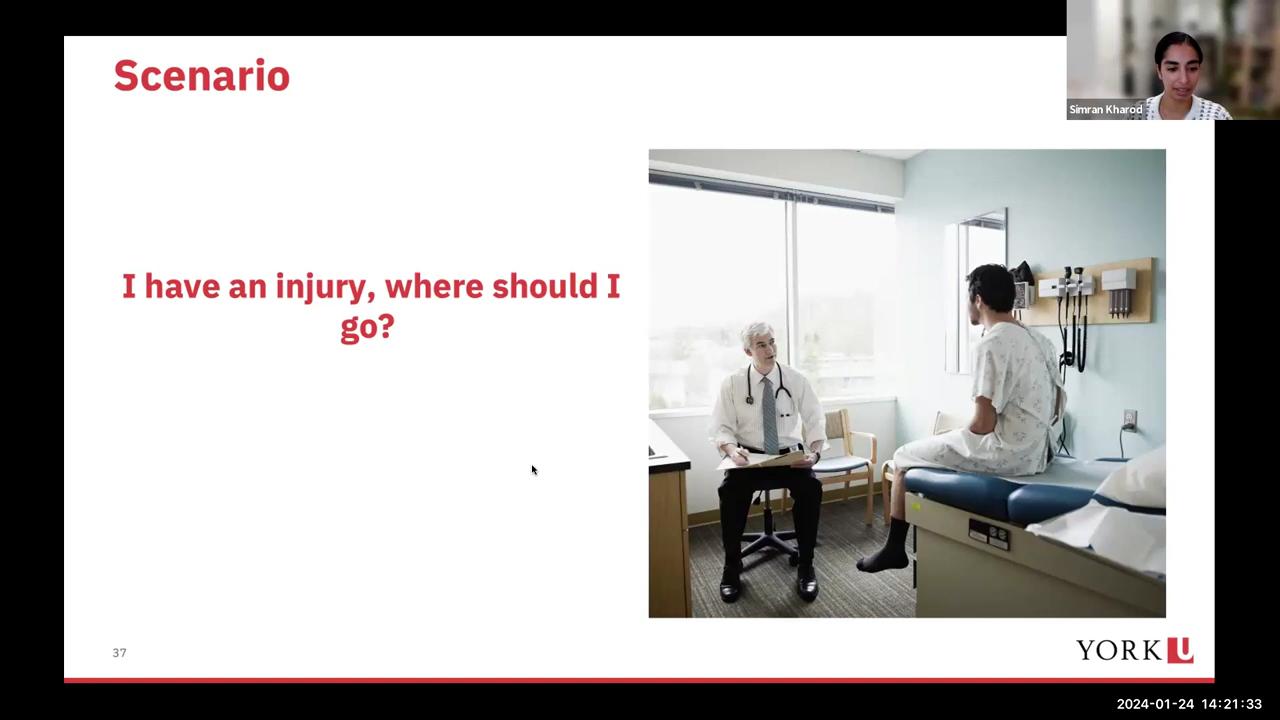 Scenario
Simran Kharod
I have an injury, where should I
go?
37
YORK U
2024-01-24 14:21:33